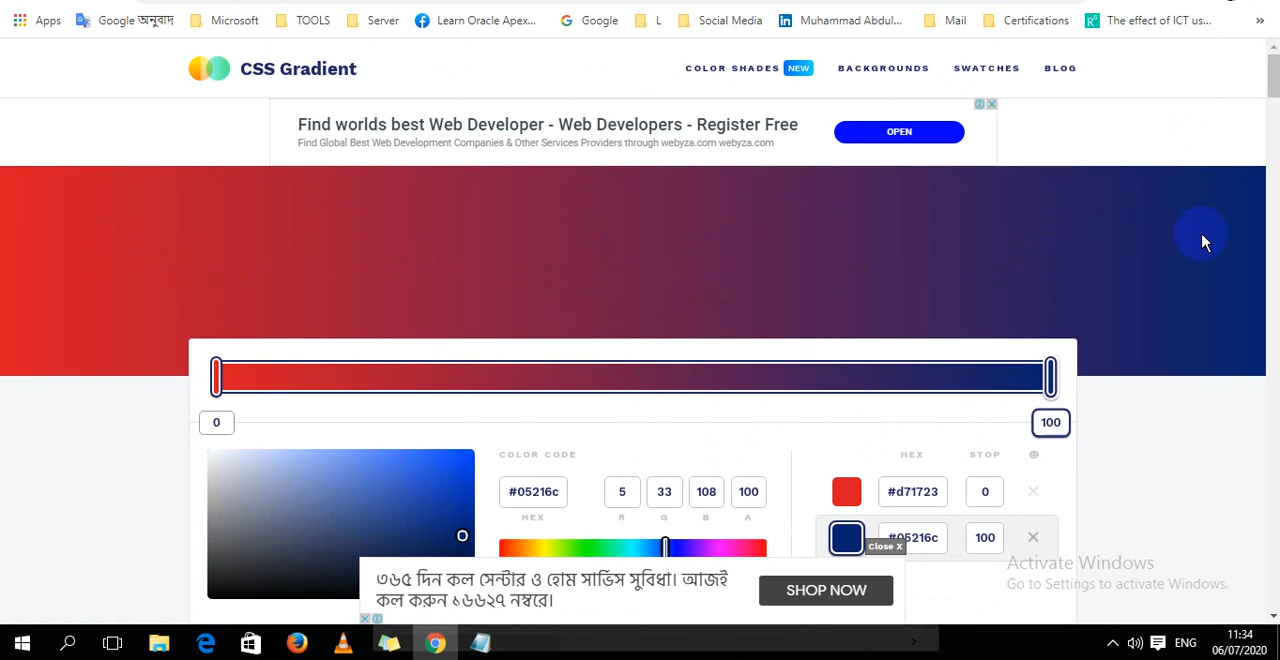 Apps Google অনুবাদ Microsoft TOOLS Server Learn Oracle Apex... Google L Social Media Muhammad Abdul... Mail Certifications The effect of ICT us... »
CSS Gradient
COLOR SHADES NEW BACKGROUNDS SWATCHES BLOG
Find worlds best Web Developer - Web Developers - Register Free
Find Global Best Web Development Companies & Other Services Providers through webyza.com webyza.com
OPEN
0
100
COLOR CODE
HEX STOP
#05216c 5 33 108 100
HEX R G B A
#d71723 0
#05216c 100
Close X
৩৬৫ দিন কল সেন্টার ও হোম সার্ভিস সুবিধা। আজই
কল করুন ১৬৬২৭ নম্বরে।
SHOP NOW
Activate Windows
Go to Settings to activate Windows.
ENG
11:34
06/07/2020